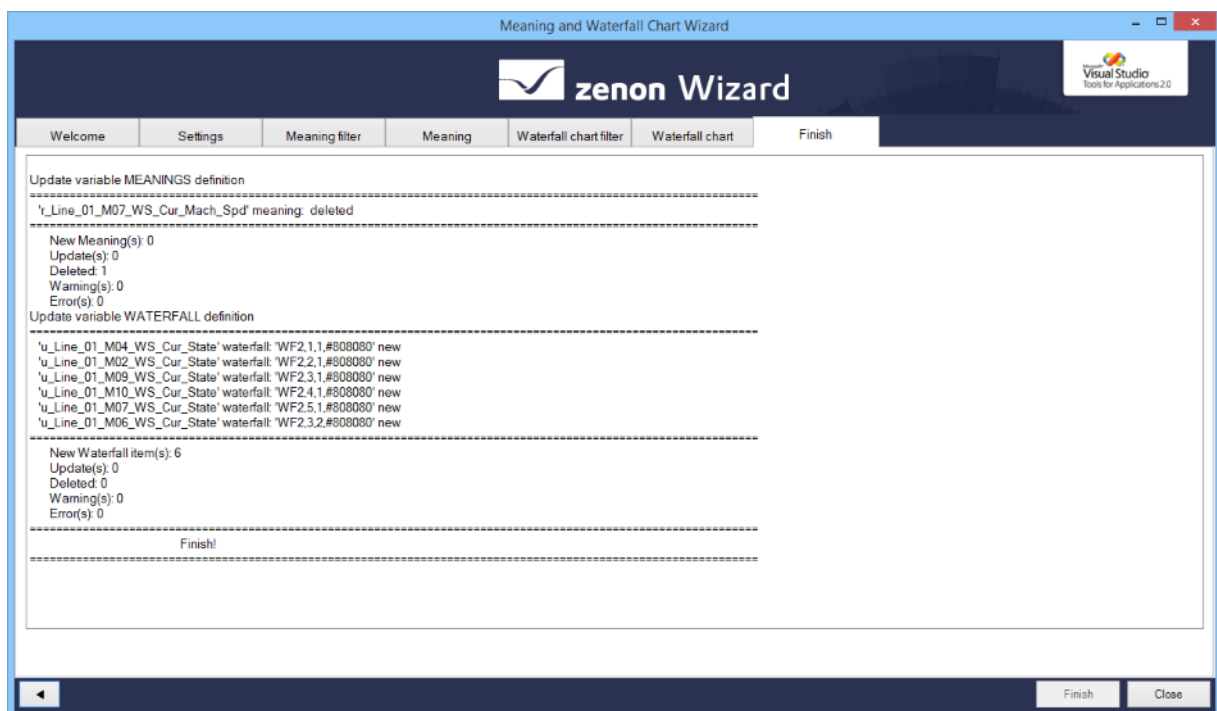 Meaning and Waterfall Chart Wizard
zenon Wizard
Microsoft
Visual Studio
Tools for Applications 2.0
Welcome Settings Meaning filter Meaning Waterfall chart filter Waterfall chart Finish
Update variable MEANINGS definition
'r_Line_01_M07_WS_Cur_Mach_Spd' meaning: deleted
New Meaning(s): 0
Update(s): 0
Deleted: 1
Warning(s): 0
Error(s): 0
Update variable WATERFALL definition
'u_Line_01_M04_WS_Cur_State' waterfall: 'WF2,1,1,#808080' new
'u_Line_01_M02_WS_Cur_State' waterfall: 'WF2,2,1,#808080' new
'u_Line_01_M09_WS_Cur_State' waterfall: 'WF2,3,1,#808080' new
'u_Line_01_M10_WS_Cur_State' waterfall: 'WF2,4,1,#808080' new
'u_Line_01_M07_WS_Cur_State' waterfall: 'WF2,5,1,#808080' new
'u_Line_01_M06_WS_Cur_State' waterfall: 'WF2,3,2,#808080' new
New Waterfall item(s): 6
Update(s): 0
Deleted: 0
Warning(s): 0
Error(s): 0
Finish!
Finish Close